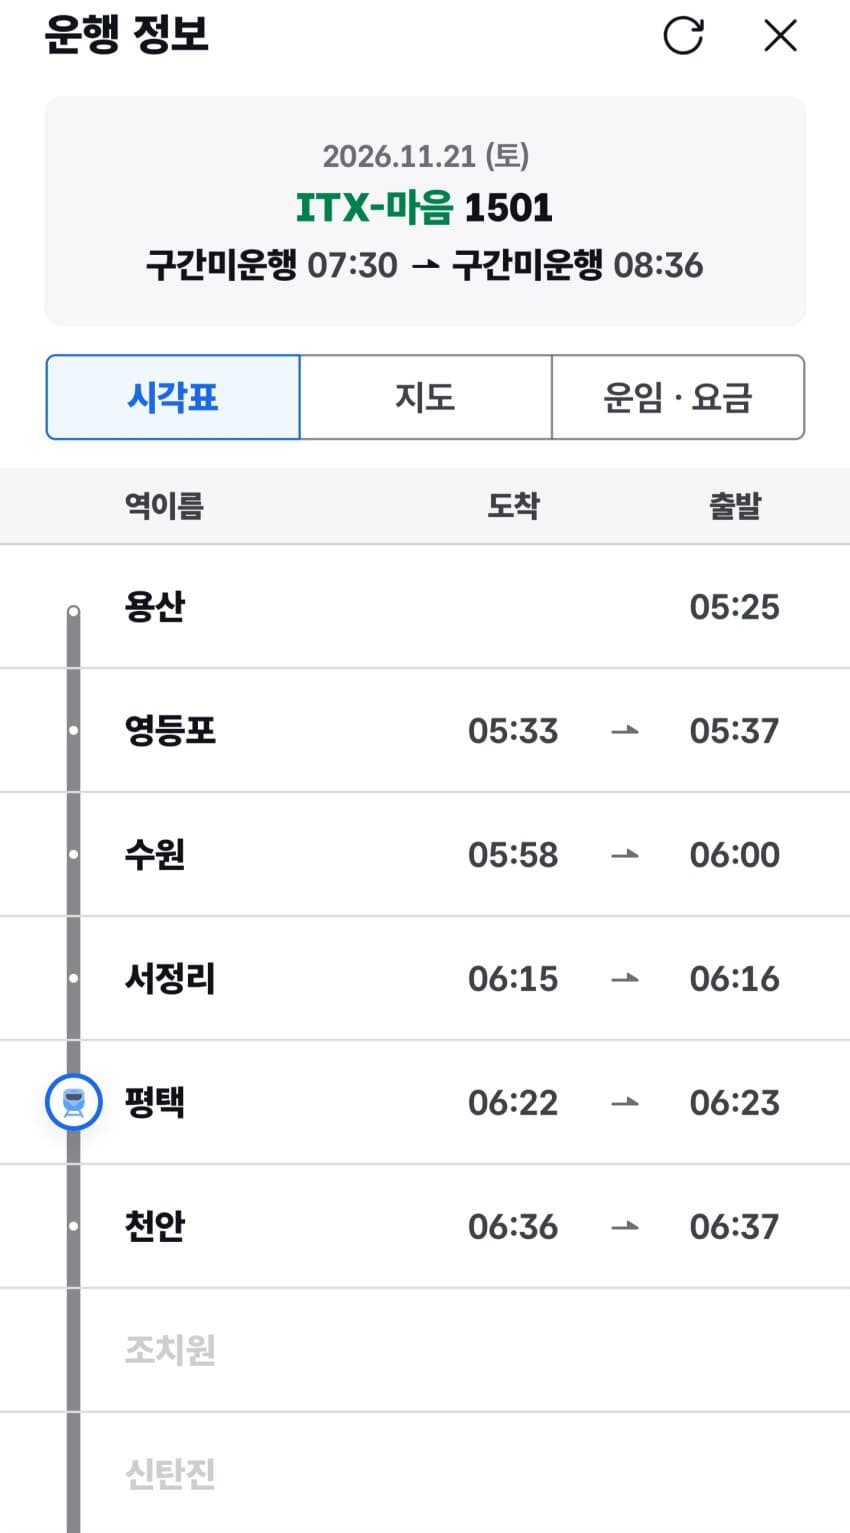 운행 정보
2026.11.21 (토)
ITX-마음 1501
구간미운행 07:30 → 구간미운행 08:36
시각표 지도 운임 · 요금
역이름 도착 출발
용산 05:25
영등포 05:33 → 05:37
수원 05:58 → 06:00
서정리 06:15 → 06:16
평택 06:22 → 06:23
천안 06:36 → 06:37
조치원
신탄진